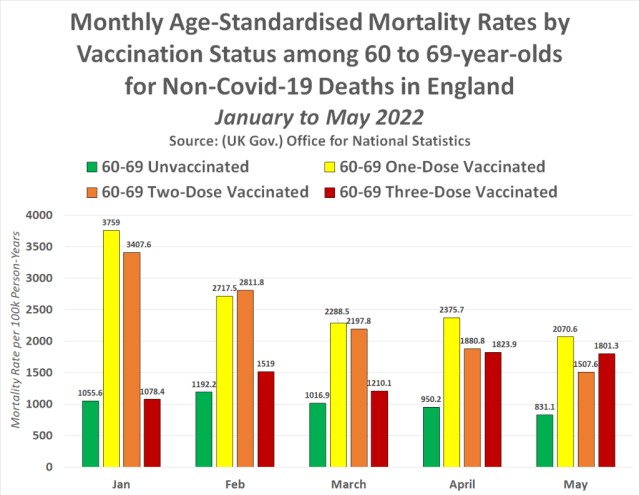 Monthly Age-Standardised Mortality Rates by
Vaccination Status among 60 to 69-year-olds
for Non-Covid-19 Deaths in England
January to May 2022
Source: (UK Gov.) Office for National Statistics
60-69 Unvaccinated 60-69 One-Dose Vaccinated
60-69 Two-Dose Vaccinated 60-69 Three-Dose Vaccinated
Mortality Rate per 100k Person-Years
4000
3500
3000
2500
2000
1500
1000
500
0
1055.6 3759 3407.6 1078.4
1192.2 2717.5 2811.8 1519
1016.9 2288.5 2197.8 1210.1
950.2 2375.7 1880.8 1823.9
831.1 2070.6 1507.6 1801.3
Jan Feb March April May